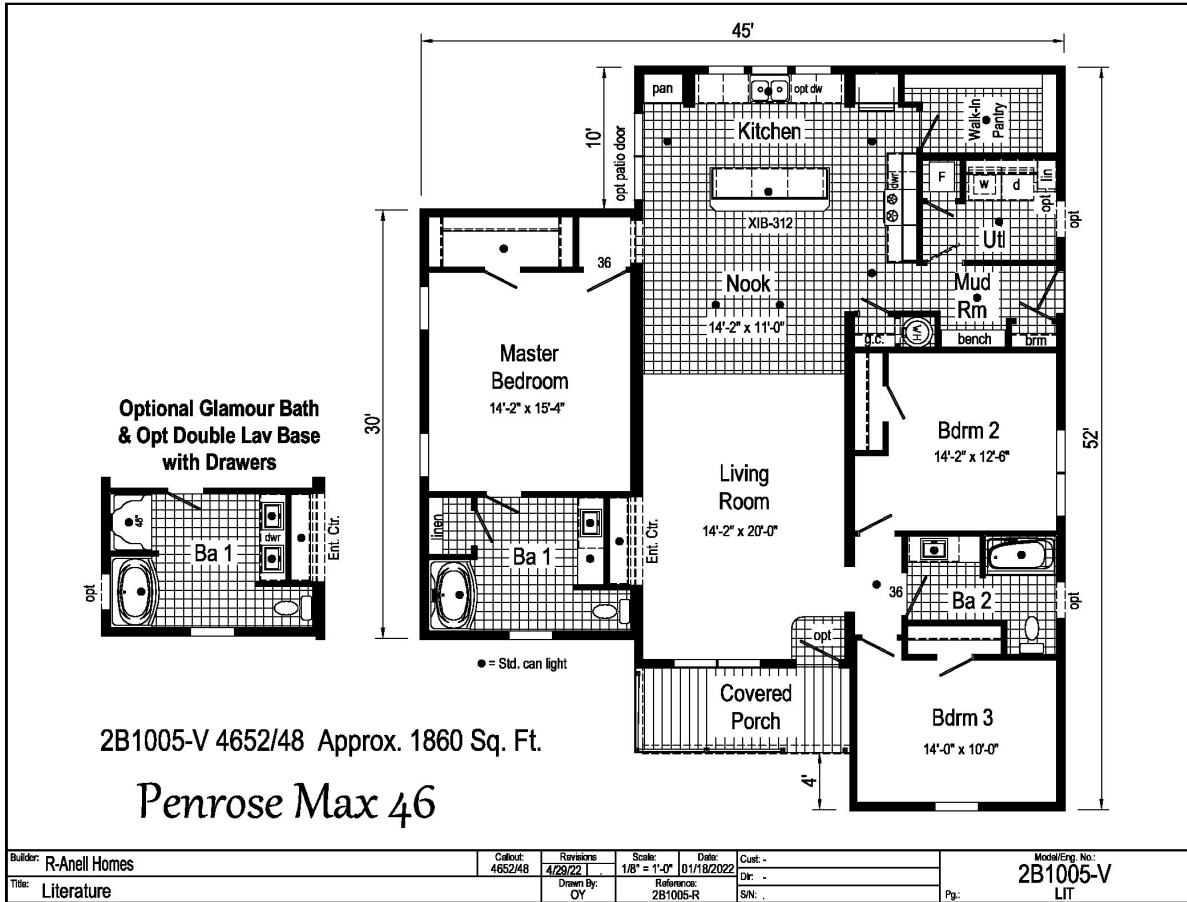 45'
pan
opt dw
Kitchen
Walk-In
Pantry
10'
opt patio door
dwr
F
w
d
lin
opt
opt
XIB-312
Utl
30'
36
Nook
14'-2" x 11'-0"
Mud
Rm
g.c.
WH
bench
brm
Master
Bedroom
14'-2" x 15'-4"
Optional Glamour Bath
& Opt Double Lav Base
with Drawers
Bdrm 2
14'-2" x 12'-6"
52'
Living
Room
14'-2" x 20'-0"
48"
dwr
Ba 1
Ent. Ctr.
opt
linen
Ba 1
Ent. Ctr.
36
Ba 2
opt
opt
● = Std. can light
Covered
Porch
Bdrm 3
14'-0" x 10'-0"
4'
2B1005-V 4652/48 Approx. 1860 Sq. Ft.
Penrose Max 46
Builder: R-Anell Homes
Title: Literature
Callout:
4652/48
Revisions
4/29/22
Drawn By:
OY
Scale:
1/8" = 1'-0"
Date:
01/18/2022
Reference:
2B1005-R
Cust: -
Dir: -
S/N: .
Model/Eng. No.:
2B1005-V
Pg.: LIT